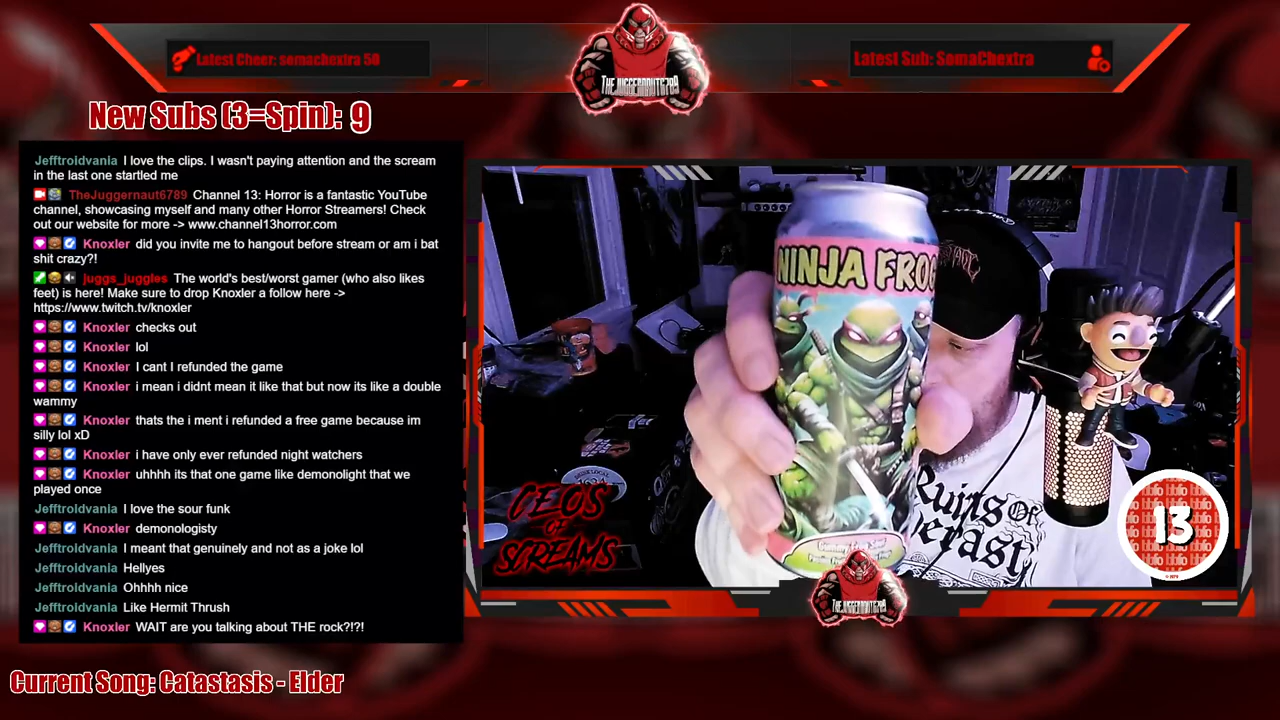 Latest Cheer: somachextra 50
THEJUGGERNAUT6789
Latest Sub: SomaChextra
New Subs (3=Spin): 9
Jefftroidvania I love the clips. I wasn't paying attention and the scream
in the last one startled me
TheJuggernaut6789 Channel 13: Horror is a fantastic YouTube
channel, showcasing myself and many other Horror Streamers! Check
out our website for more -> www.channel13horror.com
Knoxler did you invite me to hangout before stream or am i bat
shit crazy?!
juggs_juggles The world's best/worst gamer (who also likes
feet) is here! Make sure to drop Knoxler a follow here ->
https://www.twitch.tv/knoxler
Knoxler checks out
Knoxler lol
Knoxler I cant I refunded the game
Knoxler i mean i didnt mean it like that but now its like a double
wammy
Knoxler thats the i ment i refunded a free game because im
silly lol xD
Knoxler i have only ever refunded night watchers
Knoxler uhhhh its that one game like demonolight that we
played once
Jefftroidvania I love the sour funk
Knoxler demonologisty
Jefftroidvania I meant that genuinely and not as a joke lol
Jefftroidvania Hellyes
Jefftroidvania Ohhhh nice
Jefftroidvania Like Hermit Thrush
Knoxler WAIT are you talking about THE rock?!?!
NINJA FROG
RUINTS OF
CEOS
OF
SCREAMS
13
THEJUGGERNAUT6789
Current Song: Catastasis - Elder